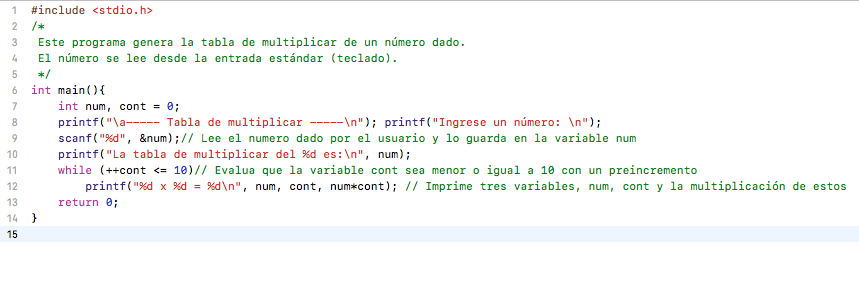 1 #include <stdio.h>
2 /*
3 Este programa genera la tabla de multiplicar de un número dado.
4 El número se lee desde la entrada estándar (teclado).
5 */
6 int main(){
7 int num, cont = 0;
8 printf("\a----- Tabla de multiplicar -----\n"); printf("Ingrese un número: \n");
9 scanf("%d", &num);// Lee el numero dado por el usuario y lo guarda en la variable num
10 printf("La tabla de multiplicar del %d es:\n", num);
11 while (++cont <= 10)// Evalua que la variable cont sea menor o igual a 10 con un preincremento
12 printf("%d x %d = %d\n", num, cont, num*cont); // Imprime tres variables, num, cont y la multiplicación de estos
13 return 0;
14 }
15